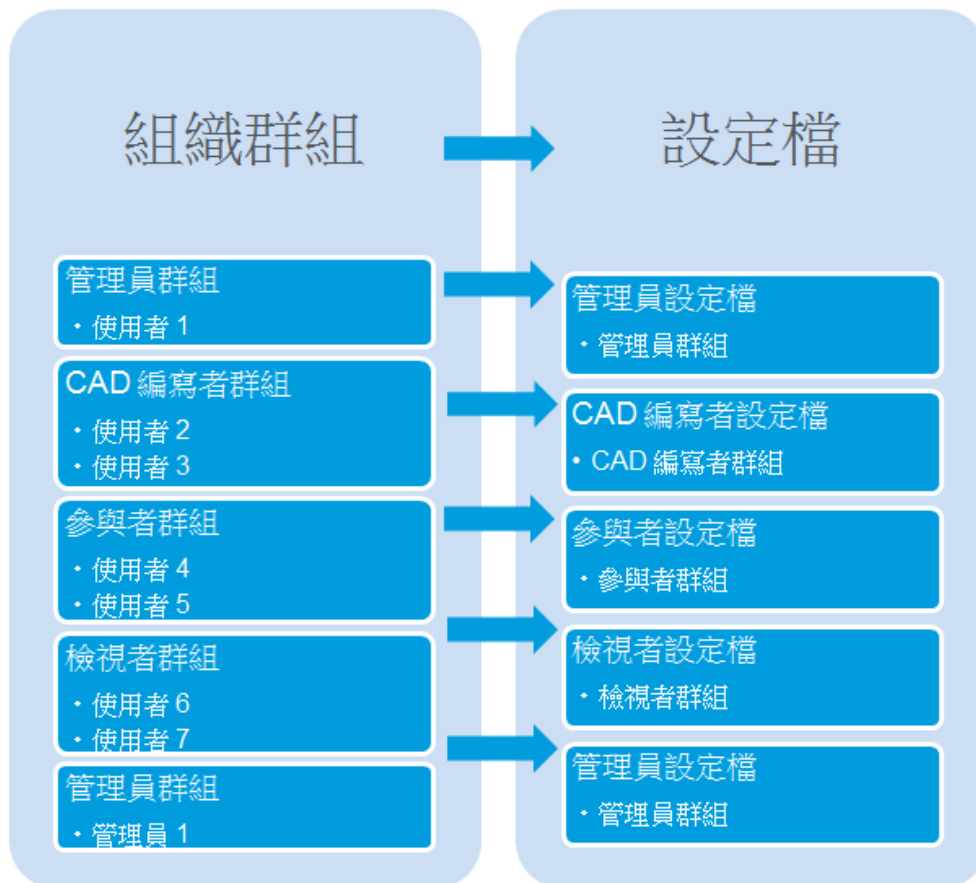 組織群組
管理員群組
・使用者 1
CAD 編寫者群組
・使用者 2
・使用者 3
參與者群組
・使用者 4
・使用者 5
檢視者群組
・使用者 6
・使用者 7
管理員群組
・管理員 1
設定檔
管理員設定檔
・管理員群組
CAD 編寫者設定檔
• CAD 編寫者群組
參與者設定檔
・參與者群組
檢視者設定檔
・檢視者群組
管理員設定檔
・管理員群組